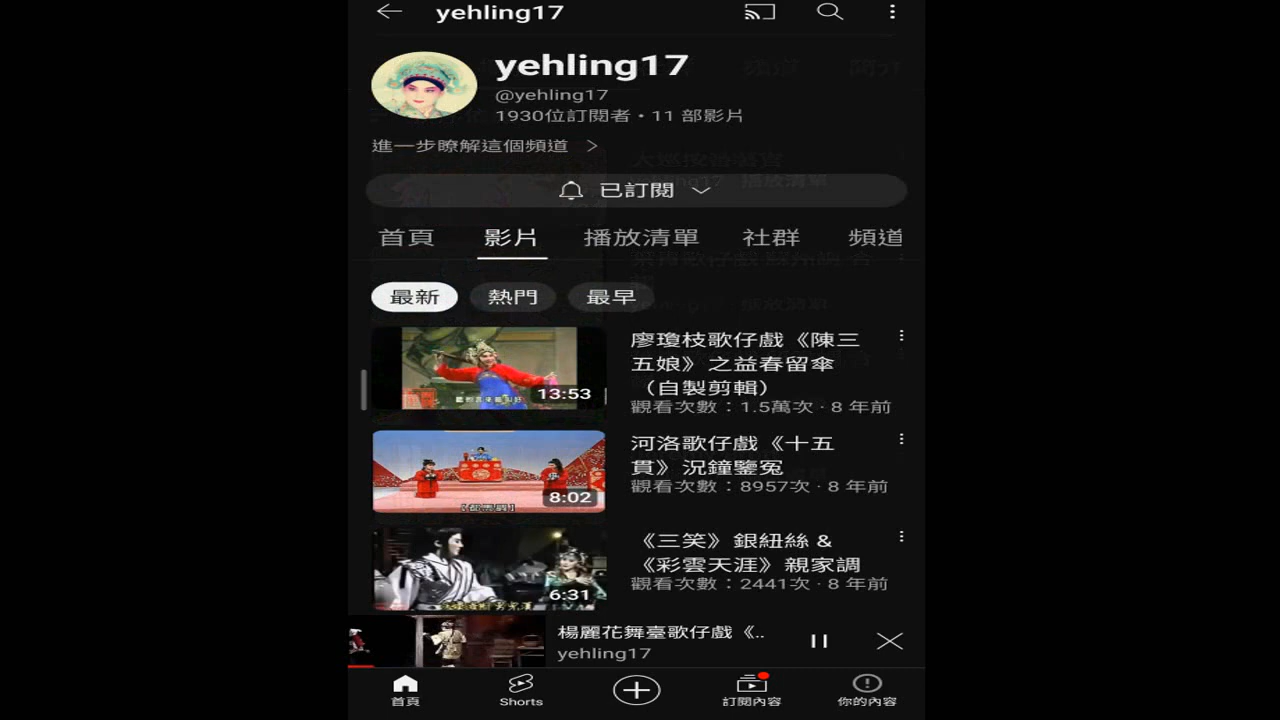 yehling17
yehling17
@yehling17
1930位訂閱者・11 部影片
進一步瞭解這個頻道
已訂閱
首頁 影片 播放清單 社群 頻道
最新 熱門 最早
廖瓊枝歌仔戲《陳三
五娘》之益春留傘
（自製剪輯）
觀看次數：1.5萬次 · 8 年前
13:53
河洛歌仔戲《十五
貫》況鐘鑒冤
觀看次數：8957次 · 8 年前
8:02
《三笑》銀紐絲 &
《彩雲天涯》親家調
觀看次數：2441次 · 8 年前
6:31
楊麗花舞臺歌仔戲《..
yehling17
首頁 Shorts 訂閱內容 你的內容